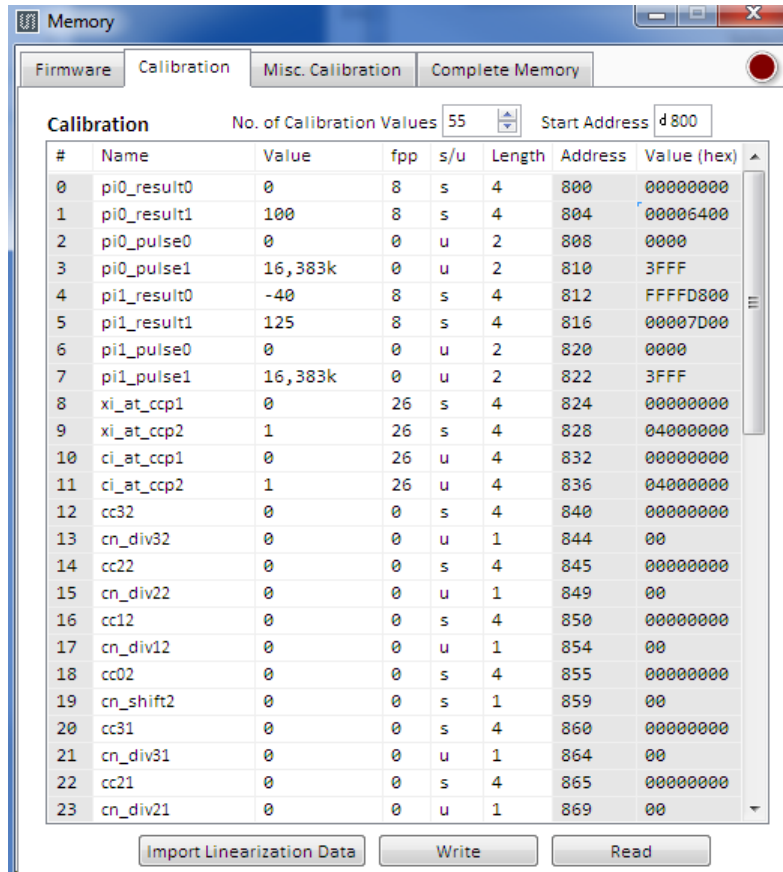 Memory
Firmware Calibration Misc. Calibration Complete Memory
Calibration No. of Calibration Values 55 Start Address d 800
# Name Value fpp s/u Length Address Value (hex)
0 pi0_result0 0 8 s 4 800 00000000
1 pi0_result1 100 8 s 4 804 00006400
2 pi0_pulse0 0 0 u 2 808 0000
3 pi0_pulse1 16,383k 0 u 2 810 3FFF
4 pi1_result0 -40 8 s 4 812 FFFFD800
5 pi1_result1 125 8 s 4 816 00007D00
6 pi1_pulse0 0 0 u 2 820 0000
7 pi1_pulse1 16,383k 0 u 2 822 3FFF
8 xi_at_ccp1 0 26 s 4 824 00000000
9 xi_at_ccp2 1 26 s 4 828 04000000
10 ci_at_ccp1 0 26 u 4 832 00000000
11 ci_at_ccp2 1 26 u 4 836 04000000
12 cc32 0 0 s 4 840 00000000
13 cn_div32 0 0 u 1 844 00
14 cc22 0 0 s 4 845 00000000
15 cn_div22 0 0 u 1 849 00
16 cc12 0 0 s 4 850 00000000
17 cn_div12 0 0 u 1 854 00
18 cc02 0 0 s 4 855 00000000
19 cn_shift2 0 0 s 1 859 00
20 cc31 0 0 s 4 860 00000000
21 cn_div31 0 0 u 1 864 00
22 cc21 0 0 s 4 865 00000000
23 cn_div21 0 0 u 1 869 00
Import Linearization Data Write Read